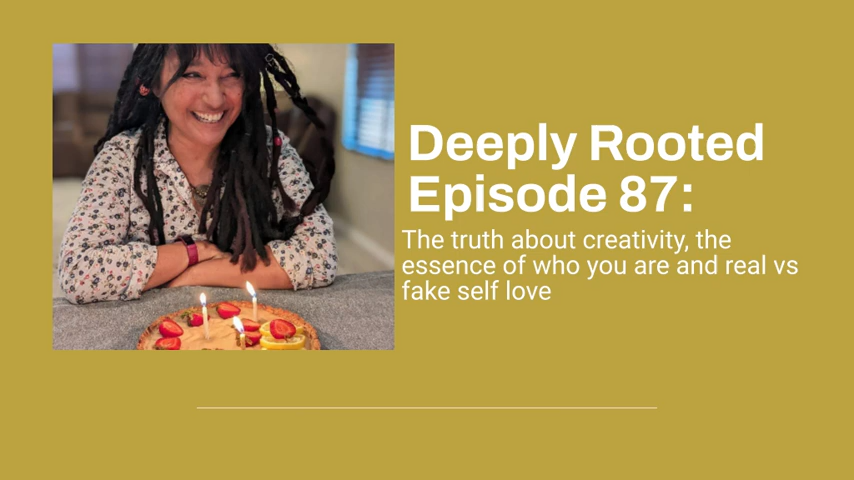 Deeply Rooted
Episode 87:
The truth about creativity, the
essence of who you are and real vs
fake self love